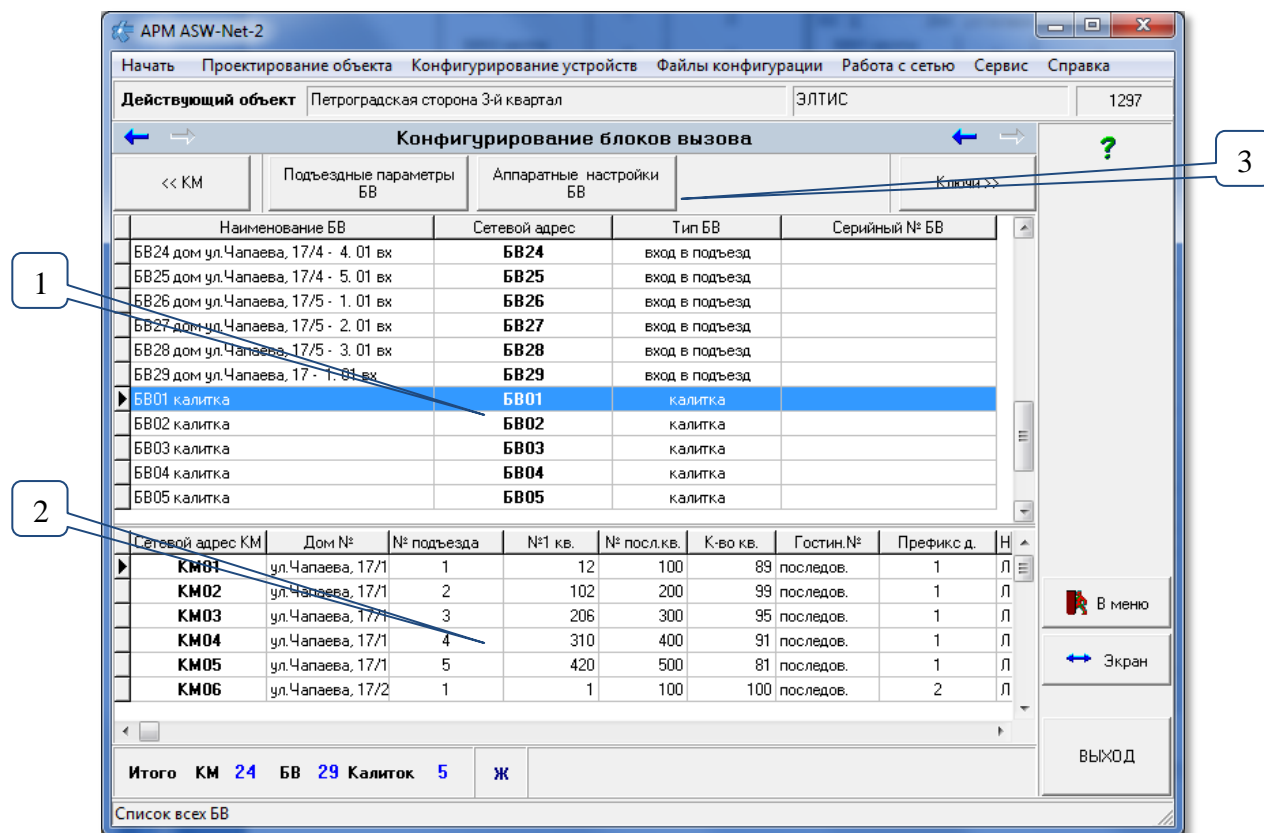 АРМ ASW-Net-2
Начать Проектирование объекта Конфигурирование устройств Файлы конфигурации Работа с сетью Сервис Справка
Действующий объект Петроградская сторона 3-й квартал ЭЛТИС 1297
Конфигурирование блоков вызова
?
3
<< КМ Подъездные параметры БВ Аппаратные настройки БВ Ключи >>
Наименование БВ Сетевой адрес Тип БВ Серийный № БВ
БВ24 дом ул.Чапаева, 17/4 - 4. 01 вх БВ24 вход в подъезд
1
БВ25 дом ул.Чапаева, 17/4 - 5. 01 вх БВ25 вход в подъезд
БВ26 дом ул.Чапаева, 17/5 - 1. 01 вх БВ26 вход в подъезд
БВ27 дом ул.Чапаева, 17/5 - 2. 01 вх БВ27 вход в подъезд
БВ28 дом ул.Чапаева, 17/5 - 3. 01 вх БВ28 вход в подъезд
БВ29 дом ул.Чапаева, 17 - 1. 01 вх БВ29 вход в подъезд
БВ01 калитка БВ01 калитка
БВ02 калитка БВ02 калитка
БВ03 калитка БВ03 калитка
БВ04 калитка БВ04 калитка
БВ05 калитка БВ05 калитка
2
Сетевой адрес КМ Дом № № подъезда №1 кв. № посл.кв. К-во кв. Гостин.№ Префикс д. Н
КМ01 ул.Чапаева, 17/1 1 12 100 89 последов. 1 Л
КМ02 ул.Чапаева, 17/1 2 102 200 99 последов. 1 Л
КМ03 ул.Чапаева, 17/1 3 206 300 95 последов. 1 Л
КМ04 ул.Чапаева, 17/1 4 310 400 91 последов. 1 Л
КМ05 ул.Чапаева, 17/1 5 420 500 81 последов. 1 Л
КМ06 ул.Чапаева, 17/2 1 1 100 100 последов. 2 Л
В меню
Экран
ВЫХОД
Итого КМ 24 БВ 29 Калиток 5 Ж
Список всех БВ